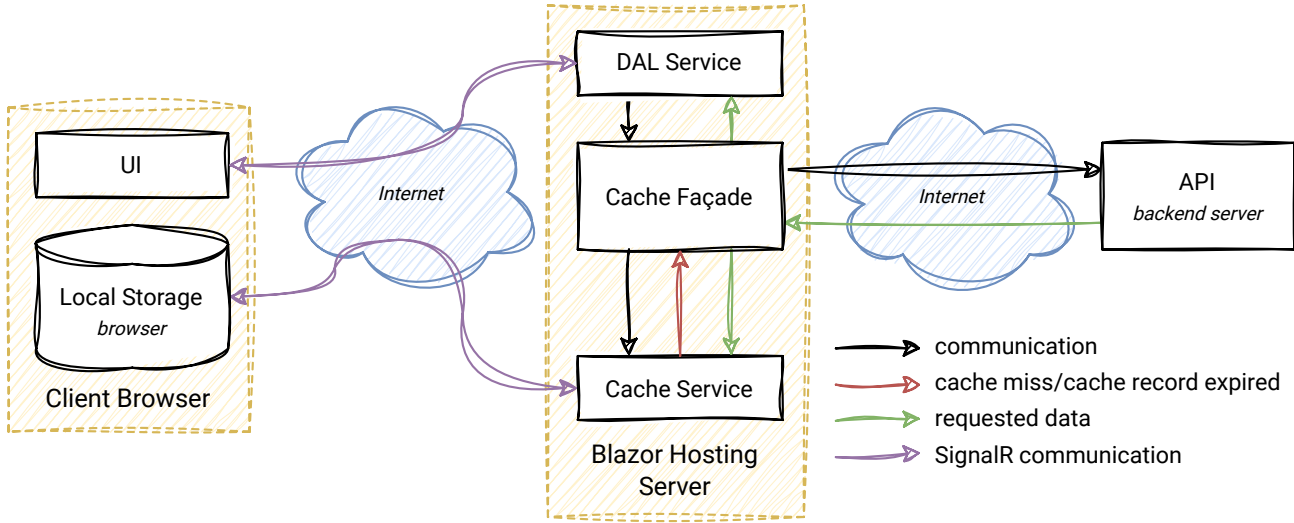 UI
Local Storage
browser
Client Browser
Internet
DAL Service
Cache Façade
Cache Service
Blazor Hosting
Server
Internet
API
backend server
communication
cache miss/cache record expired
requested data
SignalR communication